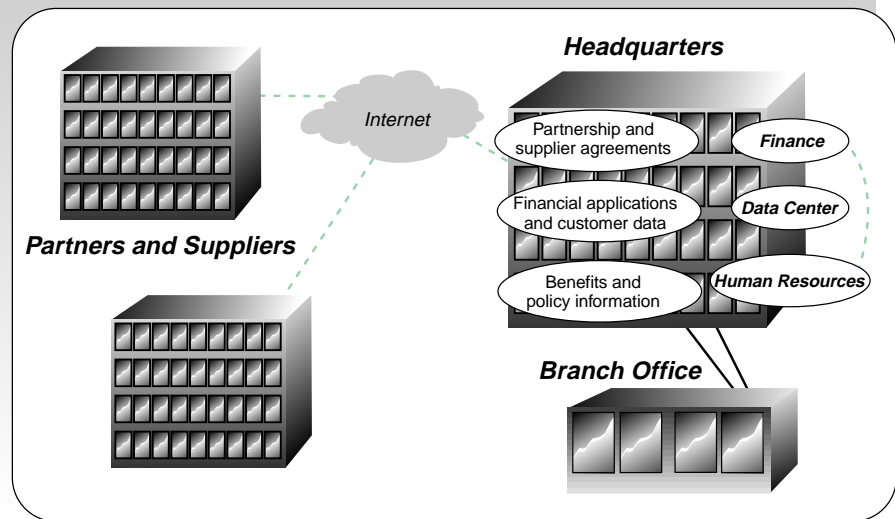 Headquarters
Internet
Partnership and
supplier agreements
Finance
Financial applications
and customer data
Data Center
Partners and Suppliers
Benefits and
policy information
Human Resources
Branch Office